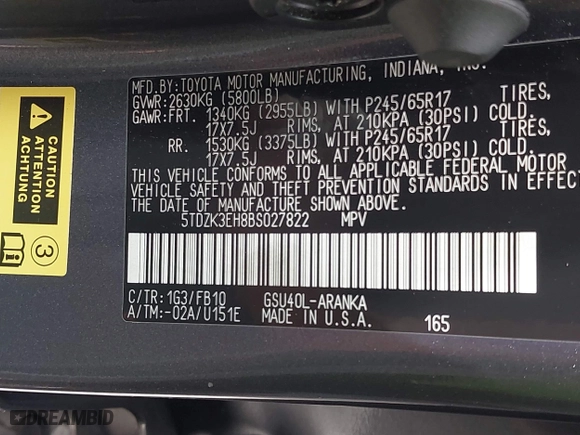 MFD.BY:TOYOTA MOTOR MANUFACTURING, INDIANA, INC.
GVWR:2630KG (5800LB)
GAWR:FRT. 1340KG (2955LB) WITH P245/65R17 TIRES,
17X7.5J RIMS, AT 210KPA (30PSI) COLD.
RR. 1530KG (3375LB) WITH P245/65R17 TIRES,
17X7.5J RIMS, AT 210KPA (30PSI) COLD.
THIS VEHICLE CONFORMS TO ALL APPLICABLE FEDERAL MOTOR
VEHICLE SAFETY AND THEFT PREVENTION STANDARDS IN EFFEC
DATE OF MANUFACTURE SHOWN ABOVE.
5TDZK3EH8BS027822 MPV
C/TR:1G3/FB10 GSU40L-ARANKA
A/TM:-02A/U151E MADE IN U.S.A. 165
CAUTION
ATTENTION
ACHTUNG
3
DREAMBID